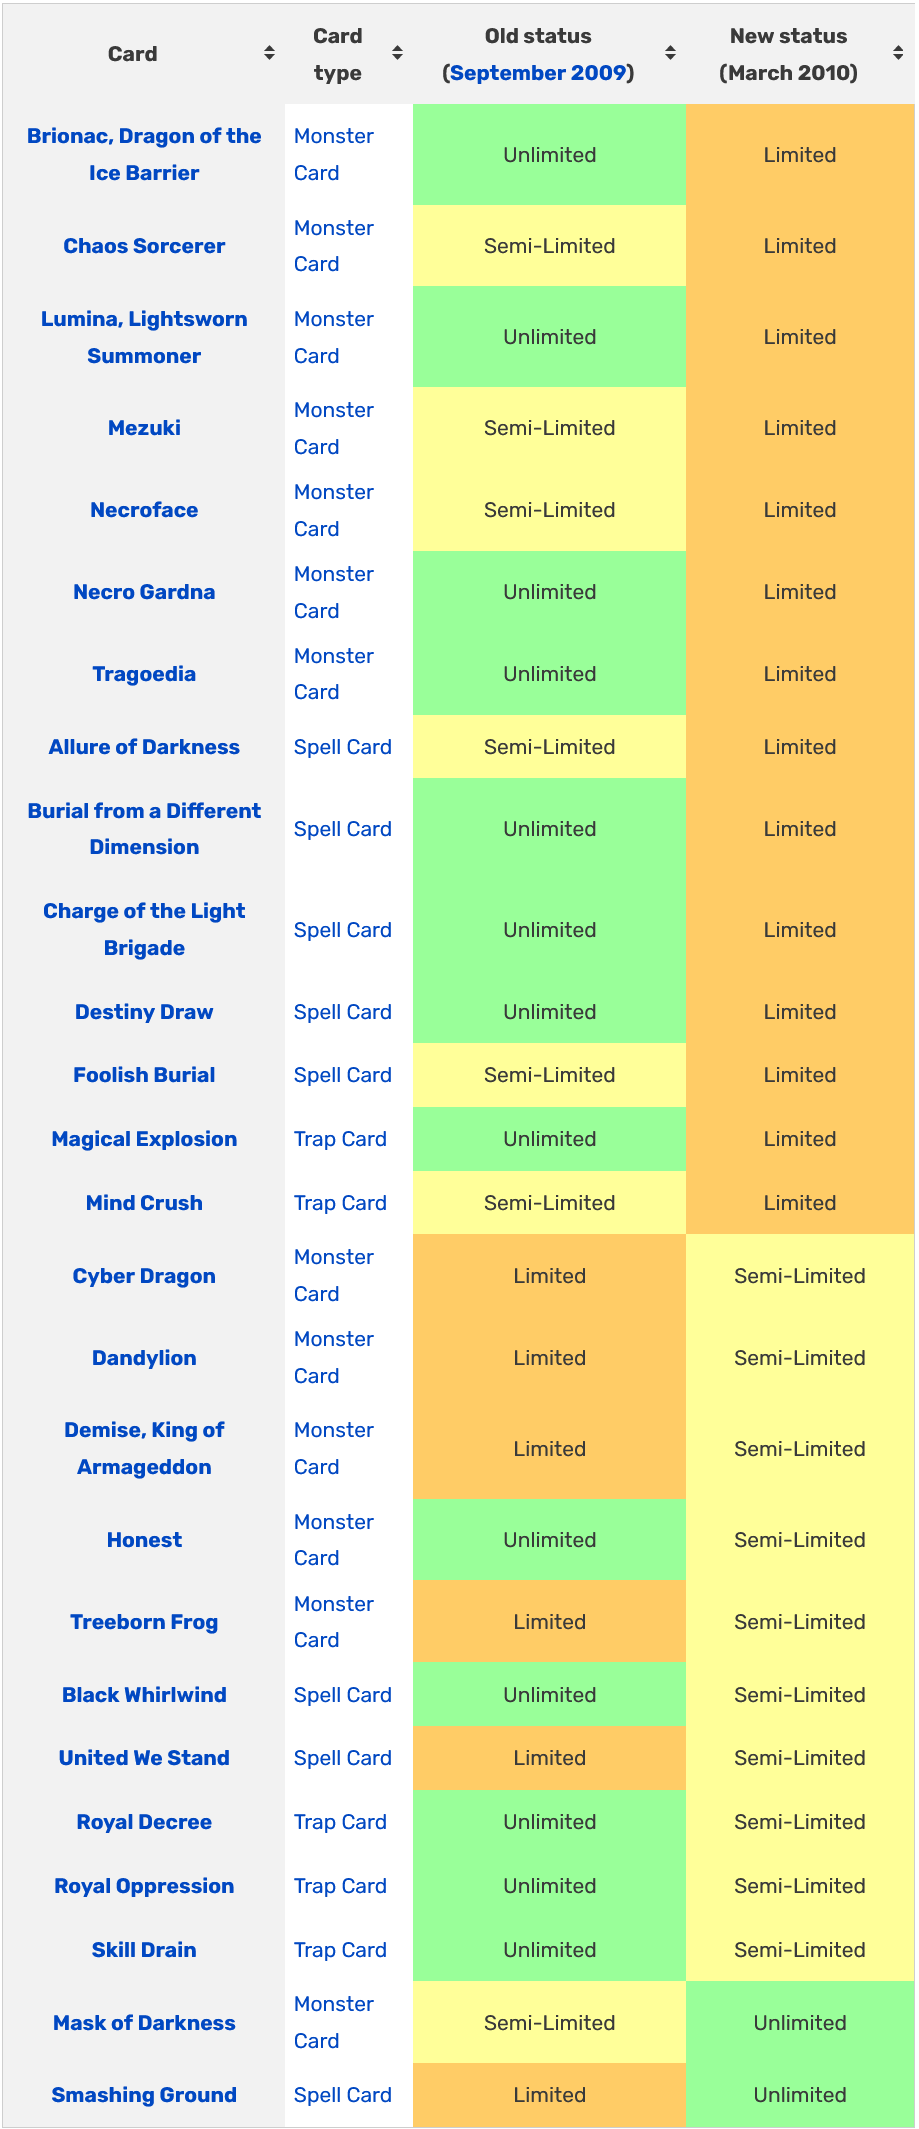 Card
Card type
Old status (September 2009)
New status (March 2010)
Brionac, Dragon of the Ice Barrier
Monster Card
Unlimited
Limited
Chaos Sorcerer
Monster Card
Semi-Limited
Limited
Lumina, Lightsworn Summoner
Monster Card
Unlimited
Limited
Mezuki
Monster Card
Semi-Limited
Limited
Necroface
Monster Card
Semi-Limited
Limited
Necro Gardna
Monster Card
Unlimited
Limited
Tragoedia
Monster Card
Unlimited
Limited
Allure of Darkness
Spell Card
Semi-Limited
Limited
Burial from a Different Dimension
Spell Card
Unlimited
Limited
Charge of the Light Brigade
Spell Card
Unlimited
Limited
Destiny Draw
Spell Card
Unlimited
Limited
Foolish Burial
Spell Card
Semi-Limited
Limited
Magical Explosion
Trap Card
Unlimited
Limited
Mind Crush
Trap Card
Semi-Limited
Limited
Cyber Dragon
Monster Card
Limited
Semi-Limited
Dandylion
Monster Card
Limited
Semi-Limited
Demise, King of Armageddon
Monster Card
Limited
Semi-Limited
Honest
Monster Card
Unlimited
Semi-Limited
Treeborn Frog
Monster Card
Limited
Semi-Limited
Black Whirlwind
Spell Card
Unlimited
Semi-Limited
United We Stand
Spell Card
Limited
Semi-Limited
Royal Decree
Trap Card
Unlimited
Semi-Limited
Royal Oppression
Trap Card
Unlimited
Semi-Limited
Skill Drain
Trap Card
Unlimited
Semi-Limited
Mask of Darkness
Monster Card
Semi-Limited
Unlimited
Smashing Ground
Spell Card
Limited
Unlimited